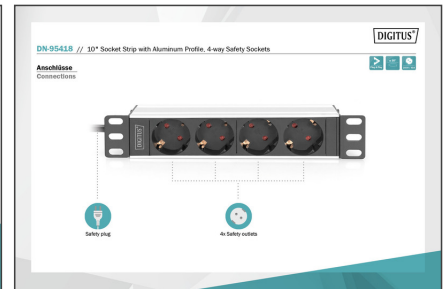 DIGITUS®
DN-95418 // 10" Socket Strip with Aluminum Profile, 4-way Safety Sockets
Anschlüsse
Connections
DIGITUS
Safety plug
4x Safety outlets